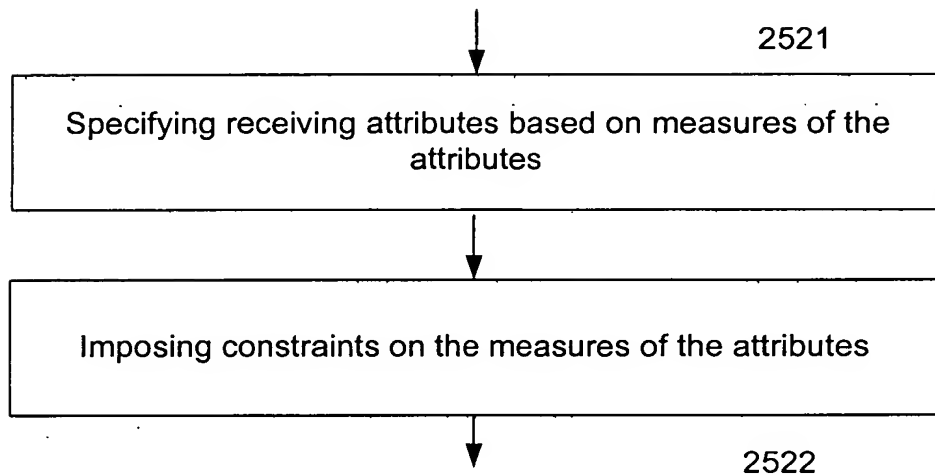 2521
Specifying receiving attributes based on measures of the
attributes
Imposing constraints on the measures of the attributes
2522